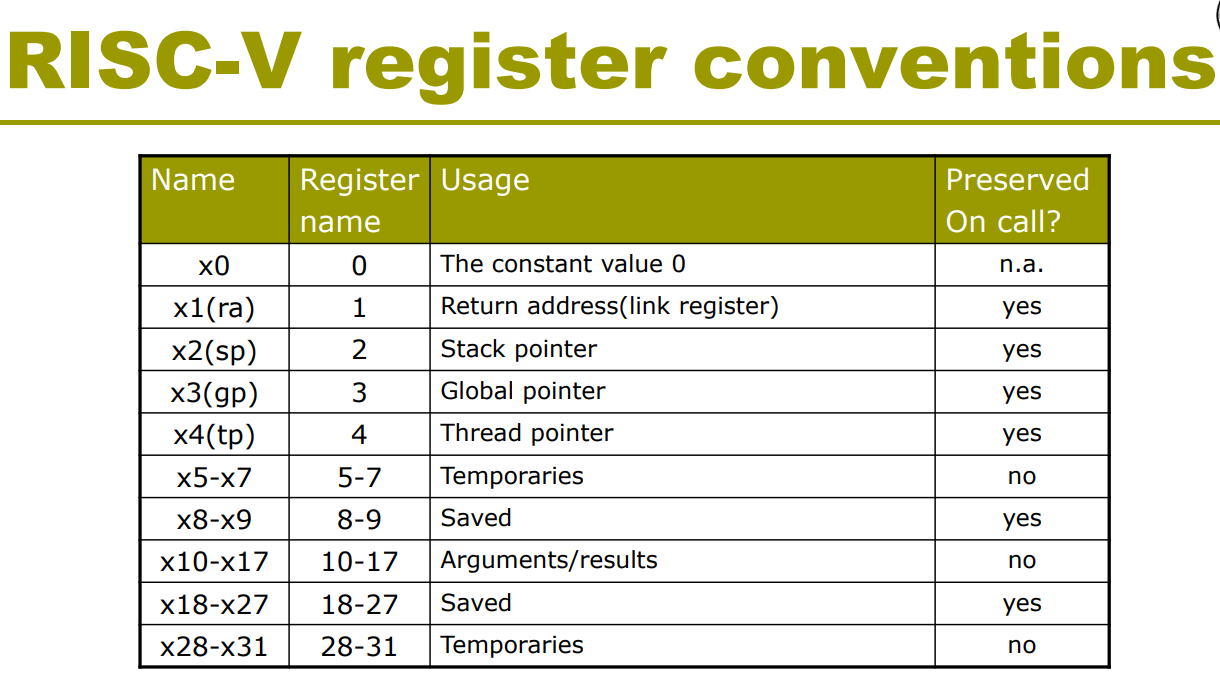 RISC-V register conventions
Name Register name Usage Preserved On call?
x0 0 The constant value 0 n.a.
x1(ra) 1 Return address(link register) yes
x2(sp) 2 Stack pointer yes
x3(gp) 3 Global pointer yes
x4(tp) 4 Thread pointer yes
x5-x7 5-7 Temporaries no
x8-x9 8-9 Saved yes
x10-x17 10-17 Arguments/results no
x18-x27 18-27 Saved yes
x28-x31 28-31 Temporaries no